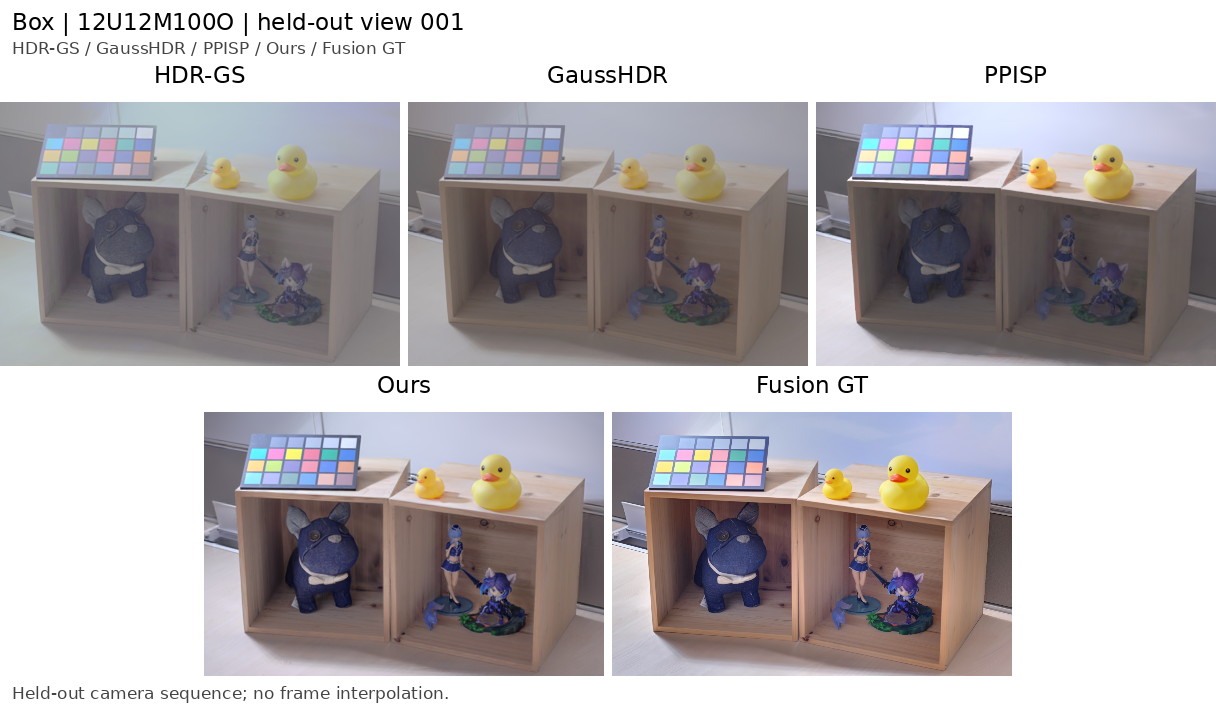 Box | 12U12M100O | held-out view 001
HDR-GS / GaussHDR / PPISP / Ours / Fusion GT
HDR-GS
GaussHDR
PPISP
Ours
Fusion GT
Held-out camera sequence; no frame interpolation.